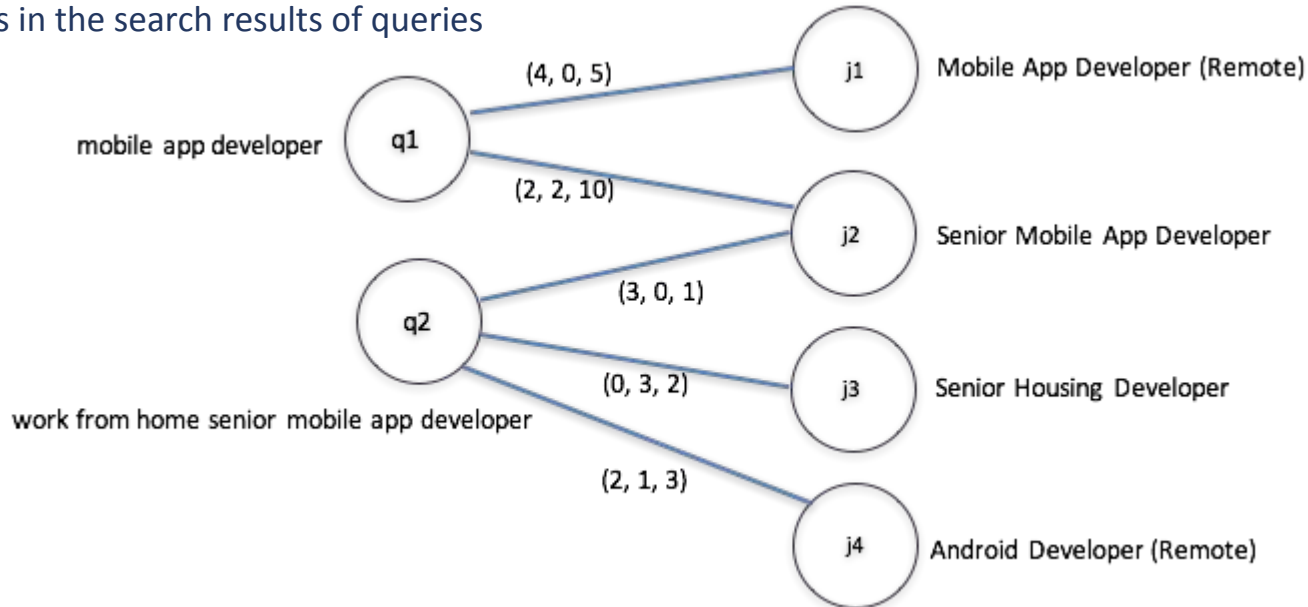 s in the search results of queries
(4, 0, 5)
j1
Mobile App Developer (Remote)
mobile app developer
q1
(2, 2, 10)
j2
Senior Mobile App Developer
(3, 0, 1)
q2
(0, 3, 2)
j3
Senior Housing Developer
work from home senior mobile app developer
(2, 1, 3)
j4
Android Developer (Remote)